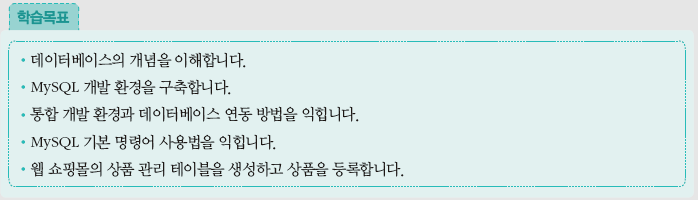 학습목표
• 데이터베이스의 개념을 이해합니다.
• MySQL 개발 환경을 구축합니다.
• 통합 개발 환경과 데이터베이스 연동 방법을 익힙니다.
• MySQL 기본 명령어 사용법을 익힙니다.
• 웹 쇼핑몰의 상품 관리 테이블을 생성하고 상품을 등록합니다.